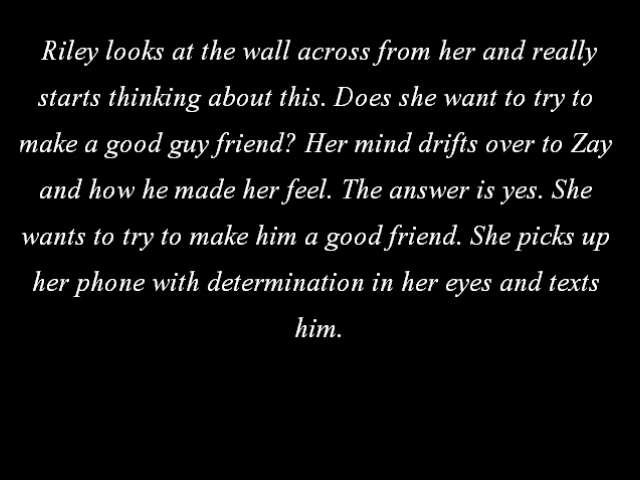 Riley looks at the wall across from her and really
starts thinking about this. Does she want to try to
make a good guy friend? Her mind drifts over to Zay
and how he made her feel. The answer is yes. She
wants to try to make him a good friend. She picks up
her phone with determination in her eyes and texts
him.